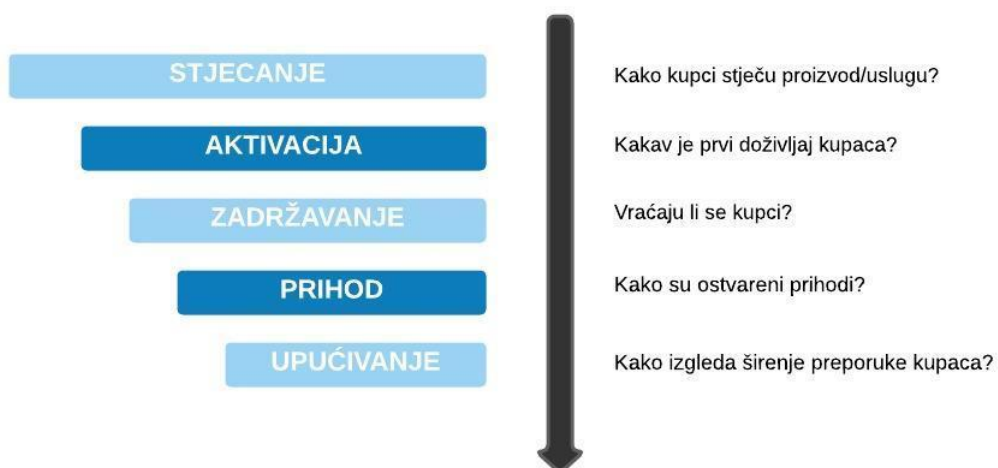 STJECANJE
Kako kupci stječu proizvod/uslugu?
AKTIVACIJA
Kakav je prvi doživljaj kupaca?
ZADRŽAVANJE
Vraćaju li se kupci?
PRIHOD
Kako su ostvareni prihodi?
UPUĆIVANJE
Kako izgleda širenje preporuke kupaca?